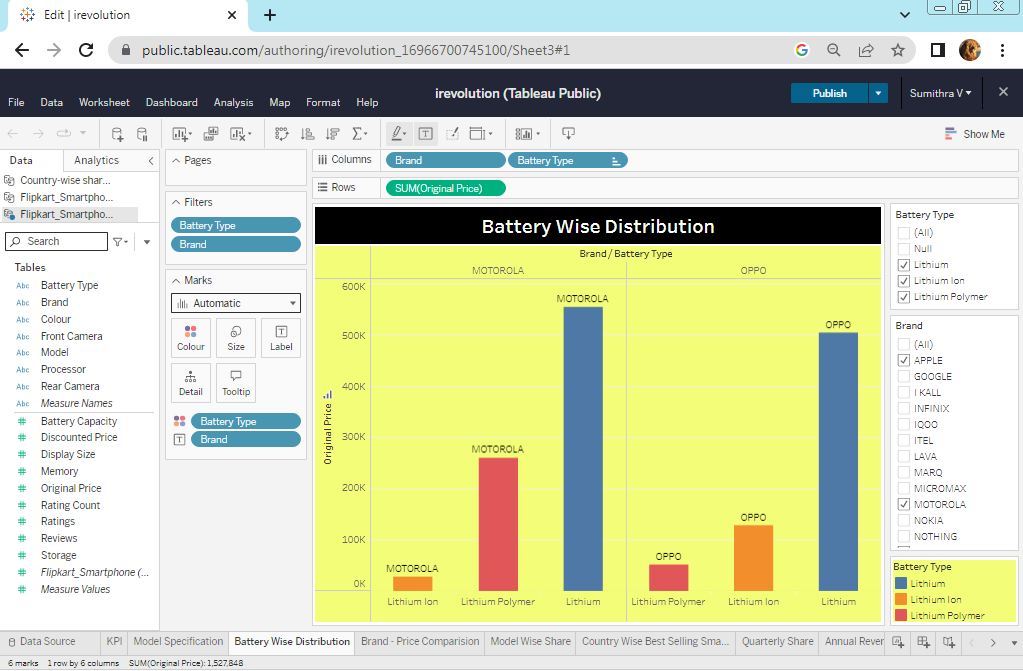 Edit | irevolution
public.tableau.com/authoring/irevolution_16966700745100/Sheet3#1
irevolution (Tableau Public)
Publish
Sumithra V
File Data Worksheet Dashboard Analysis Map Format Help
Show Me
Data Analytics
Country-wise shar...
Flipkart_Smartpho...
Flipkart_Smartpho...
Search
Tables
Abc Battery Type
Abc Brand
Abc Colour
Abc Front Camera
Abc Model
Abc Processor
Abc Rear Camera
Abc Measure Names
# Battery Capacity
# Discounted Price
# Display Size
# Memory
# Original Price
# Rating Count
# Ratings
# Reviews
# Storage
# Flipkart_Smartphone (...
# Measure Values
Pages
Filters
Battery Type
Brand
Marks
Automatic
Colour Size Label
Detail Tooltip
Battery Type
Brand
Columns Brand Battery Type
Rows SUM(Original Price)
Battery Wise Distribution
Brand / Battery Type
MOTOROLA OPPO
Original Price
600K
500K
400K
300K
200K
100K
0K
MOTOROLA
MOTOROLA
MOTOROLA
OPPO
OPPO
OPPO
Lithium Ion Lithium Polymer Lithium Lithium Polymer Lithium Ion Lithium
Battery Type
(All)
Null
Lithium
Lithium Ion
Lithium Polymer
Brand
(All)
APPLE
GOOGLE
I KALL
INFINIX
IQOO
ITEL
LAVA
MARQ
MICROMAX
MOTOROLA
NOKIA
NOTHING
Battery Type
Lithium
Lithium Ion
Lithium Polymer
Data Source KPI Model Specification Battery Wise Distribution Brand - Price Comparision Model Wise Share Country Wise Best Selling Sma... Quarterly Share Annual Rever
6 marks 1 row by 6 columns SUM(Original Price): 1,527,848